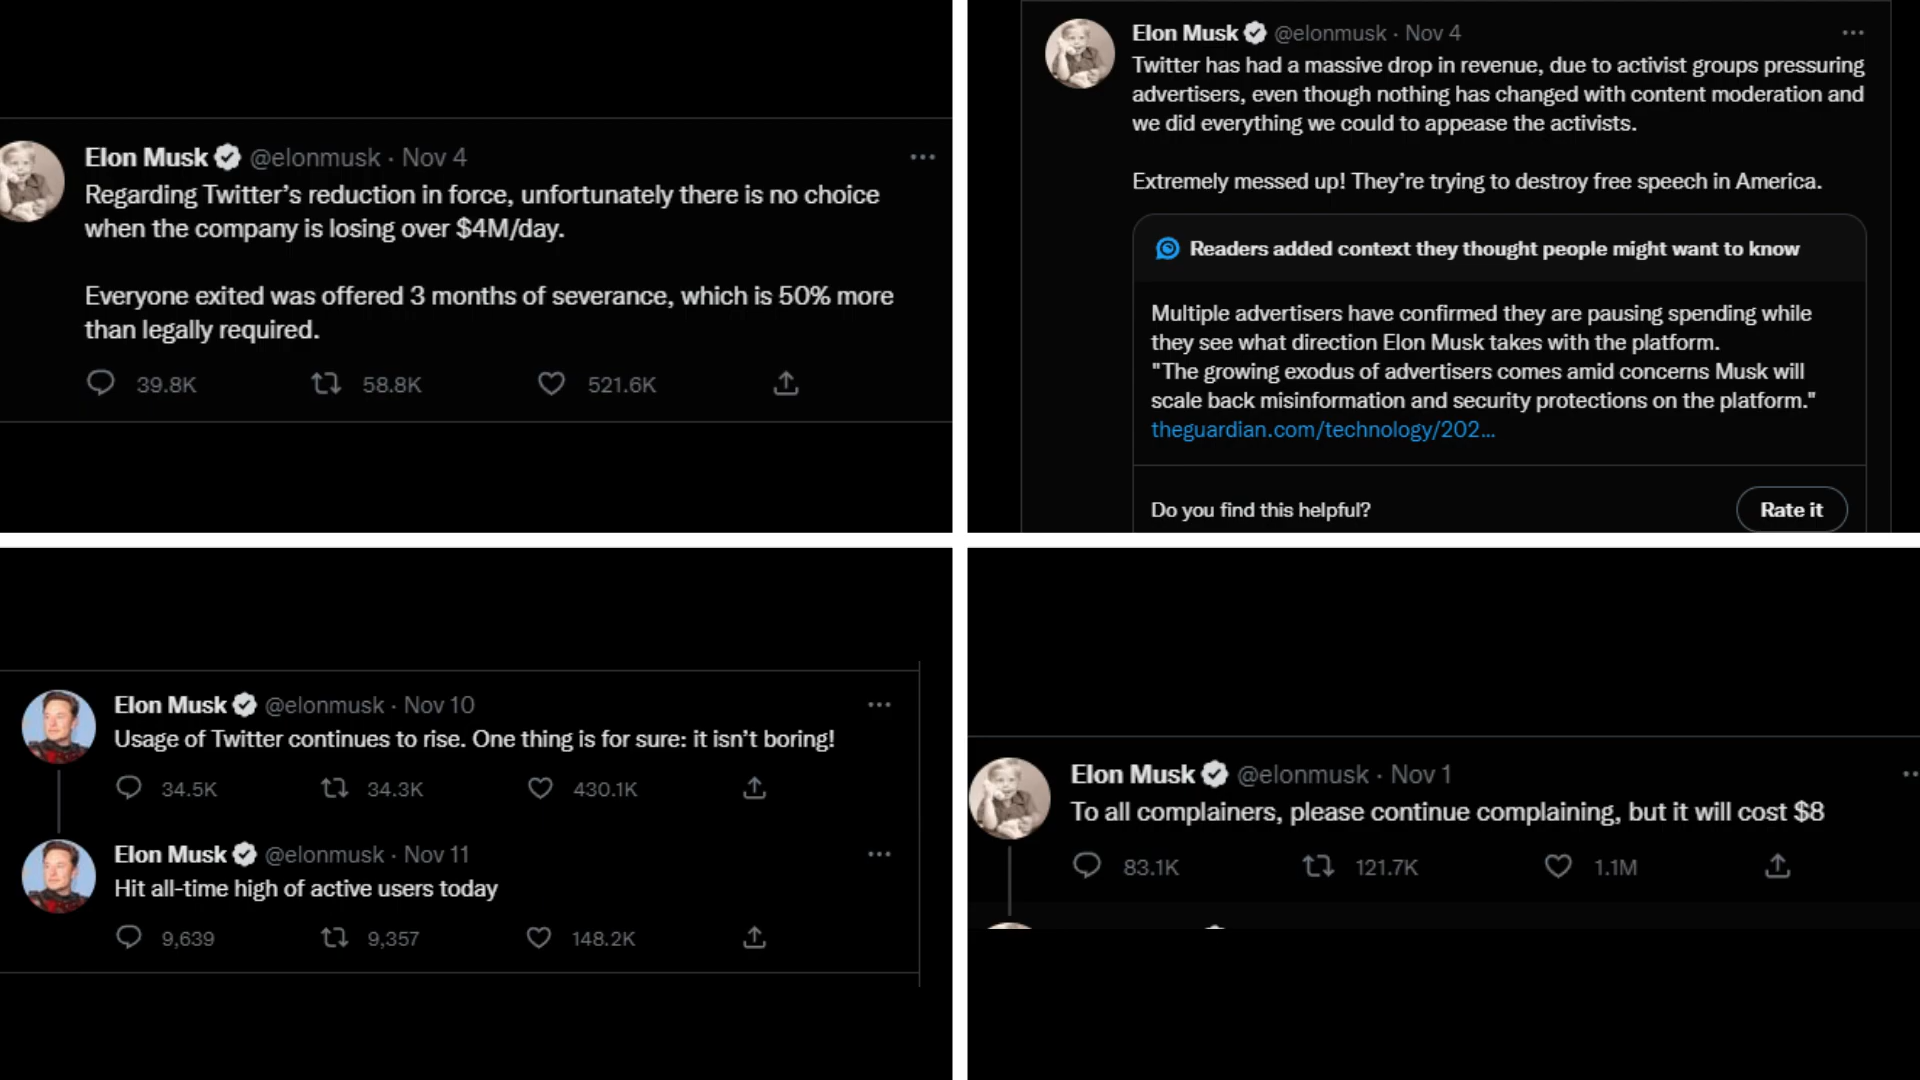 Elon Musk @elonmusk · Nov 4
Regarding Twitter’s reduction in force, unfortunately there is no choice
when the company is losing over $4M/day.
Everyone exited was offered 3 months of severance, which is 50% more
than legally required.
39.8K 58.8K 521.6K
Elon Musk @elonmusk · Nov 4
Twitter has had a massive drop in revenue, due to activist groups pressuring
advertisers, even though nothing has changed with content moderation and
we did everything we could to appease the activists.
Extremely messed up! They’re trying to destroy free speech in America.
Readers added context they thought people might want to know
Multiple advertisers have confirmed they are pausing spending while
they see what direction Elon Musk takes with the platform.
"The growing exodus of advertisers comes amid concerns Musk will
scale back misinformation and security protections on the platform."
theguardian.com/technology/202…
Do you find this helpful? Rate it
Elon Musk @elonmusk · Nov 10
Usage of Twitter continues to rise. One thing is for sure: it isn’t boring!
34.5K 34.3K 430.1K
Elon Musk @elonmusk · Nov 11
Hit all-time high of active users today
9,639 9,357 148.2K
Elon Musk @elonmusk · Nov 1
To all complainers, please continue complaining, but it will cost $8
83.1K 121.7K 1.1M